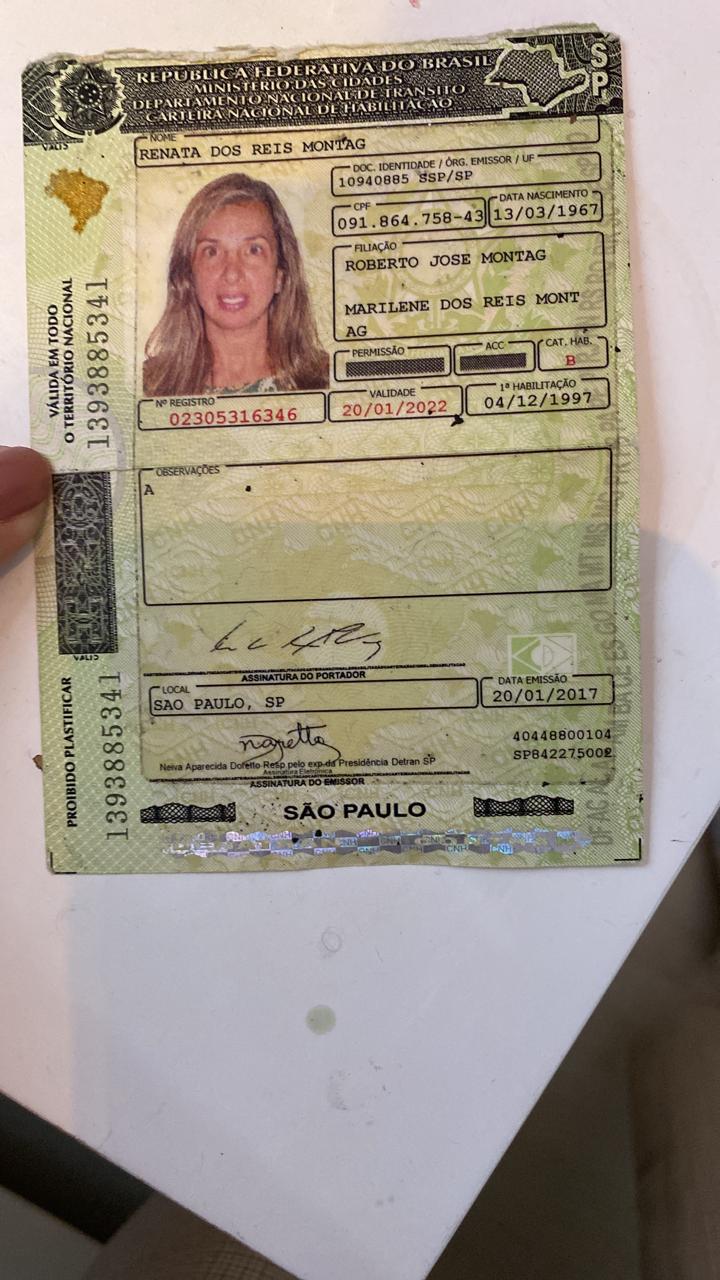 REPÚBLICA FEDERATIVA DO BRASIL
MINISTÉRIO DAS CIDADES
DEPARTAMENTO NACIONAL DE TRÂNSITO
CARTEIRA NACIONAL DE HABILITAÇÃO
SP
NOME
RENATA DOS REIS MONTAG
DOC. IDENTIDADE / ÓRG. EMISSOR / UF
10940885 SSP/SP
CPF
091.864.758-43
DATA NASCIMENTO
13/03/1967
FILIAÇÃO
ROBERTO JOSE MONTAG
MARILENE DOS REIS MONT
AG
PERMISSÃO
ACC
CAT. HAB.
B
Nº REGISTRO
02305316346
VALIDADE
20/01/2022
1ª HABILITAÇÃO
04/12/1997
VÁLIDA EM TODO
O TERRITÓRIO NACIONAL
1393885341
OBSERVAÇÕES
A
ASSINATURA DO PORTADOR
LOCAL
SAO PAULO, SP
DATA EMISSÃO
20/01/2017
40448800104
SP842275002
Neiva Aparecida Doretto Resp.pelo exp.da Presidência Detran SP
Assinatura Eletrônica
ASSINATURA DO EMISSOR
PROIBIDO PLASTIFICAR
1393885341
SÃO PAULO